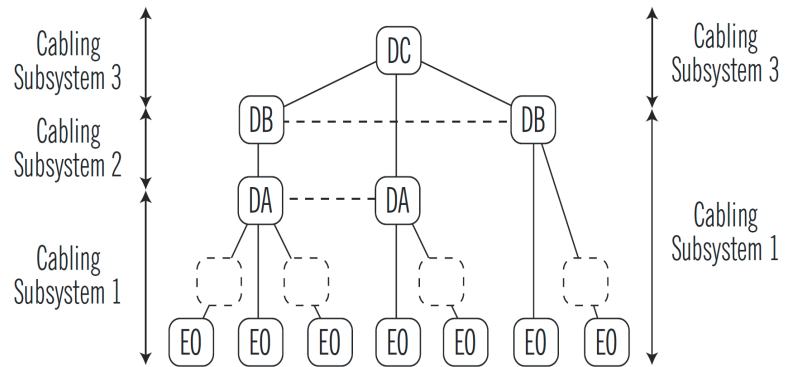 Cabling
Subsystem 3
DC
Cabling
Subsystem 3
DB
DB
Cabling
Subsystem 2
DA
DA
Cabling
Subsystem 1
Cabling
Subsystem 1
EO
EO
EO
EO
EO
EO
EO